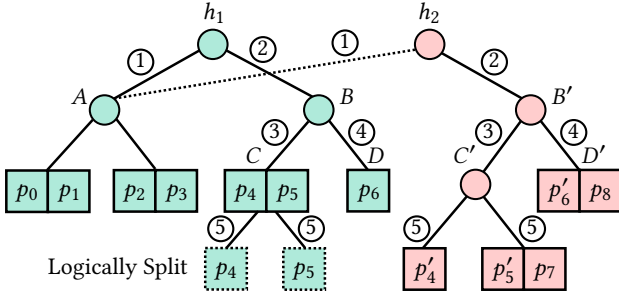 h₁ h₂
① ② ① ②
A B B′
③ ④ ③ ④
C D C′ D′
p₀ p₁ p₂ p₃ p₄ p₅ p₆ p′₆ p₈
⑤ ⑤ ⑤ ⑤
Logically Split p₄ p₅ p′₄ p′₅ p₇